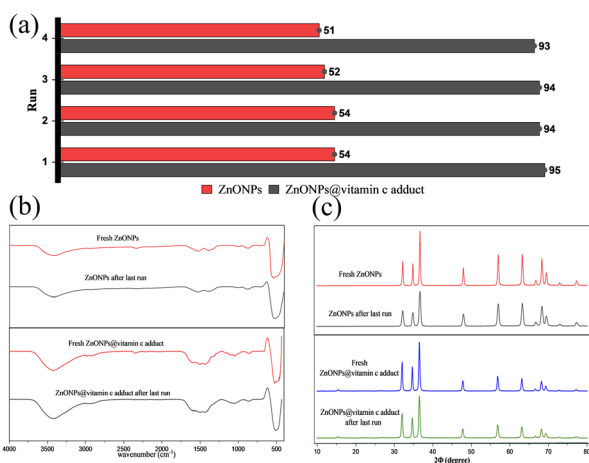 (a)
4
51
93
3
52
94
Run
2
54
94
1
54
95
ZnONPs ZnONPs@vitamin c adduct
(b)
Fresh ZnONPs
ZnONPs after last run
Fresh ZnONPs@vitamin c adduct
ZnONPs@vitamin c adduct after last run
4000 3000 2500 2000 1500 1000 500
wavenumber (cm⁻¹)
(c)
Fresh ZnONPs
ZnONPs after last run
Fresh
ZnONPs@vitamin c adduct
ZnONPs@vitamin c adduct
after last run
10 20 30 40 50 60 70 80
2Φ (degree)